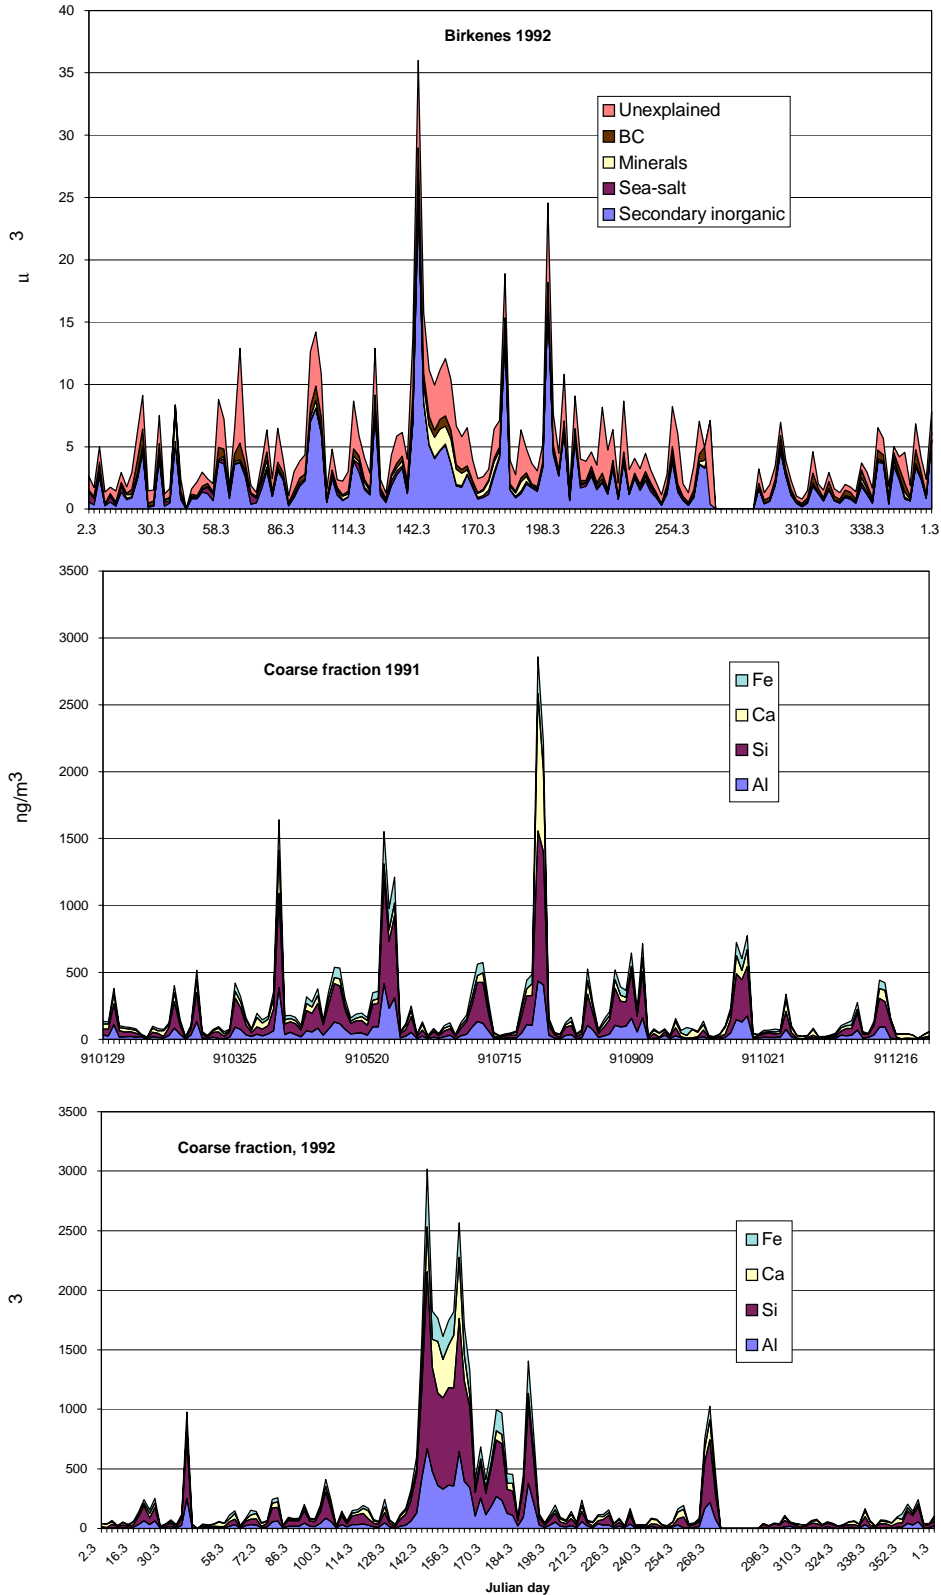 Birkenes 1992
40
35
30
25
20
15
10
5
0
µ 3
Unexplained
BC
Minerals
Sea-salt
Secondary inorganic
2.3 30.3 58.3 86.3 114.3 142.3 170.3 198.3 226.3 254.3 310.3 338.3 1.3
Coarse fraction 1991
3500
3000
2500
2000
1500
1000
500
0
ng/m3
Fe
Ca
Si
Al
910129 910325 910520 910715 910909 911021 911216
Coarse fraction, 1992
3500
3000
2500
2000
1500
1000
500
0
3
Fe
Ca
Si
Al
2.3 16.3 30.3 58.3 72.3 86.3 100.3 114.3 128.3 142.3 156.3 170.3 184.3 198.3 212.3 226.3 240.3 254.3 268.3 296.3 310.3 324.3 338.3 352.3 1.3
Julian day